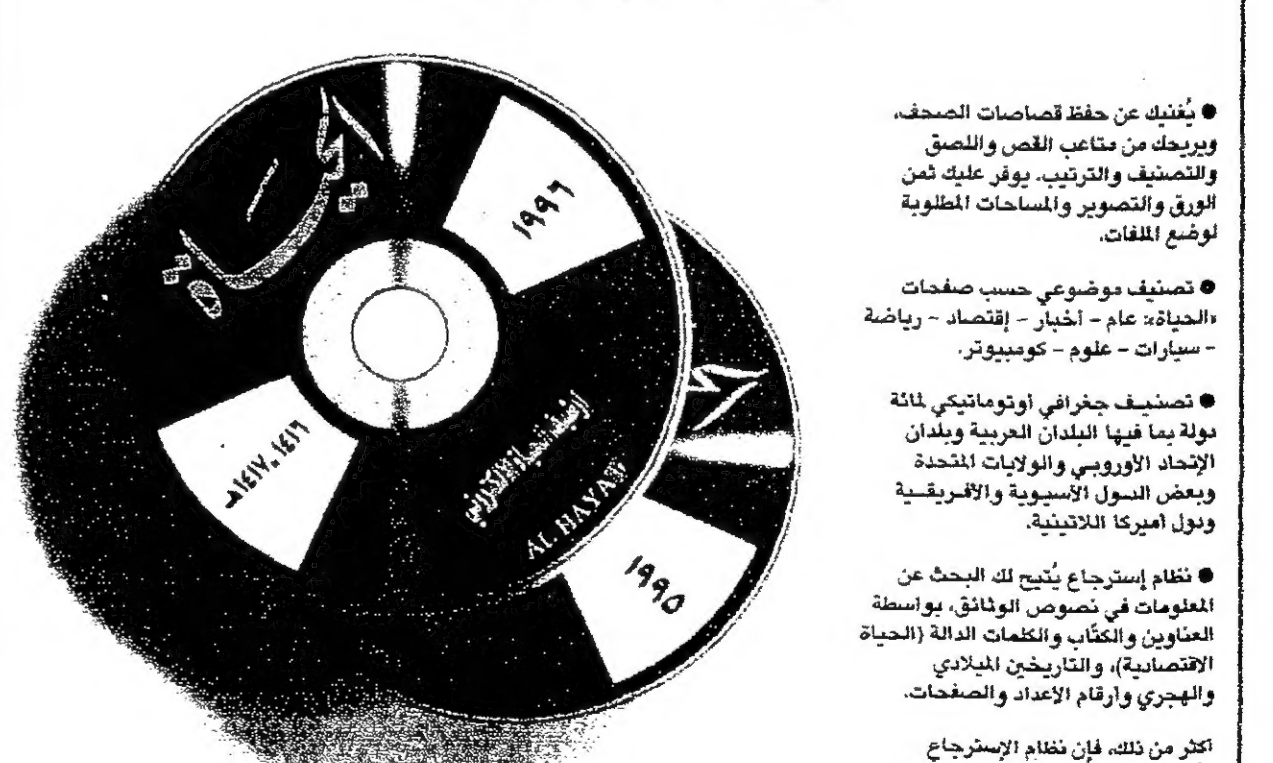 ● يُغنيك عن حفظ قصاصات الصحف،
ويريحك من متاعب القص واللصق
والتصنيف والترتيب. يوفر عليك ثمن
الورق والتصوير والمساحات المطلوبة
لوضع الملفات.
● تصنيف موضوعي حسب صفحات
«الحياة»: عام - أخبار - إقتصاد - رياضة
- سيارات - علوم - كومبيوتر.
● تصنيف جغرافي أوتوماتيكي لمائة
دولة بما فيها البلدان العربية وبلدان
الإتحاد الأوروبي والولايات المتحدة
وبعض الدول الآسيوية والأفريقية
ودول أميركا اللاتينية.
● نظام إسترجاع يُتيح لك البحث عن
المعلومات في نصوص الوثائق، بواسطة
العناوين والكتّاب والكلمات الدالة (الحياة
الاقتصادية)، والتاريخين الميلادي
والهجري وأرقام الأعداد والصفحات.
أكثر من ذلك، فإن نظام الإسترجاع
الحياة
١٩٩٦
١٤١٦-١٤١٧هـ
الإلكتروني
AL HAYAT
١٩٩٥